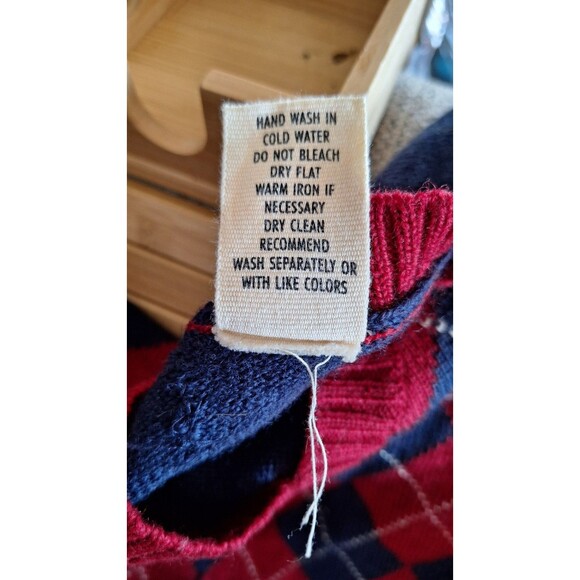 HAND WASH IN
COLD WATER
DO NOT BLEACH
DRY FLAT
WARM IRON IF
NECESSARY
DRY CLEAN
RECOMMEND
WASH SEPARATELY OR
WITH LIKE COLORS